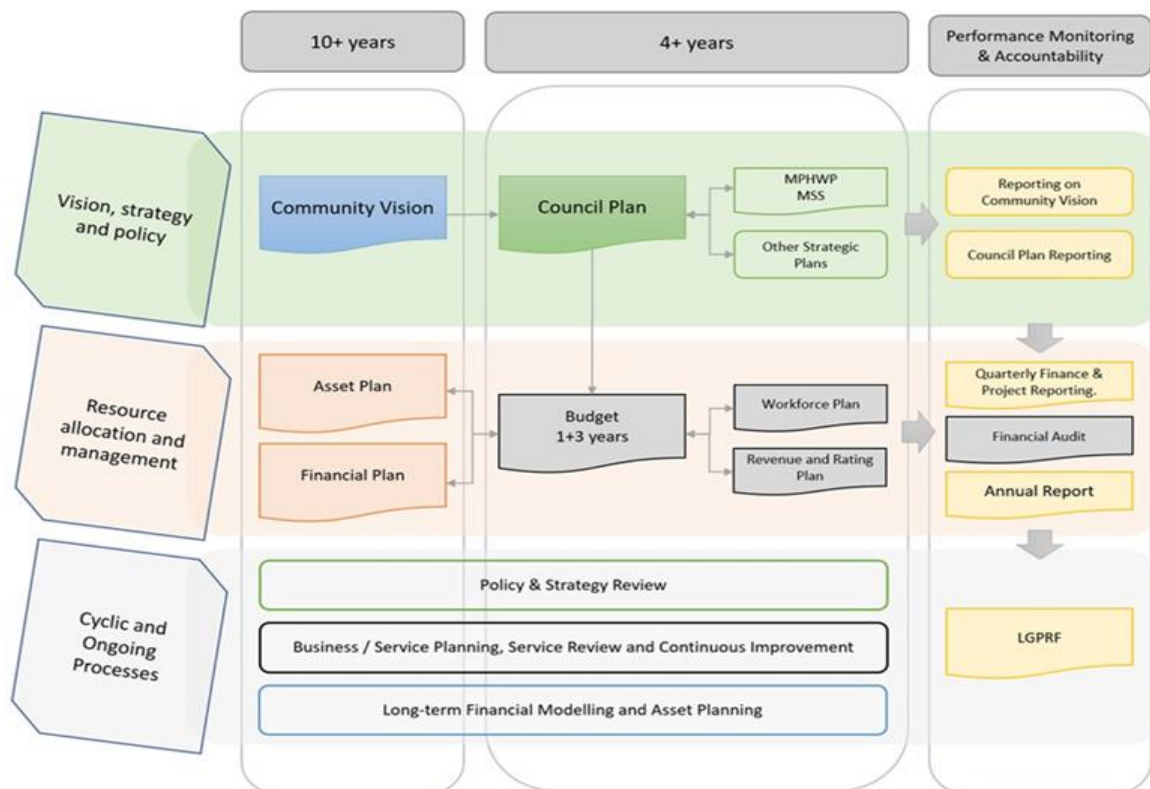 10+ years
4+ years
Performance Monitoring
& Accountability
Vision, strategy
and policy
Community Vision
Council Plan
MPHWP
MSS
Other Strategic
Plans
Reporting on
Community Vision
Council Plan Reporting
Resource
allocation and
management
Asset Plan
Financial Plan
Budget
1+3 years
Workforce Plan
Revenue and Rating
Plan
Quarterly Finance &
Project Reporting.
Financial Audit
Annual Report
Cyclic and
Ongoing
Processes
Policy & Strategy Review
Business / Service Planning, Service Review and Continuous Improvement
Long-term Financial Modelling and Asset Planning
LGPRF